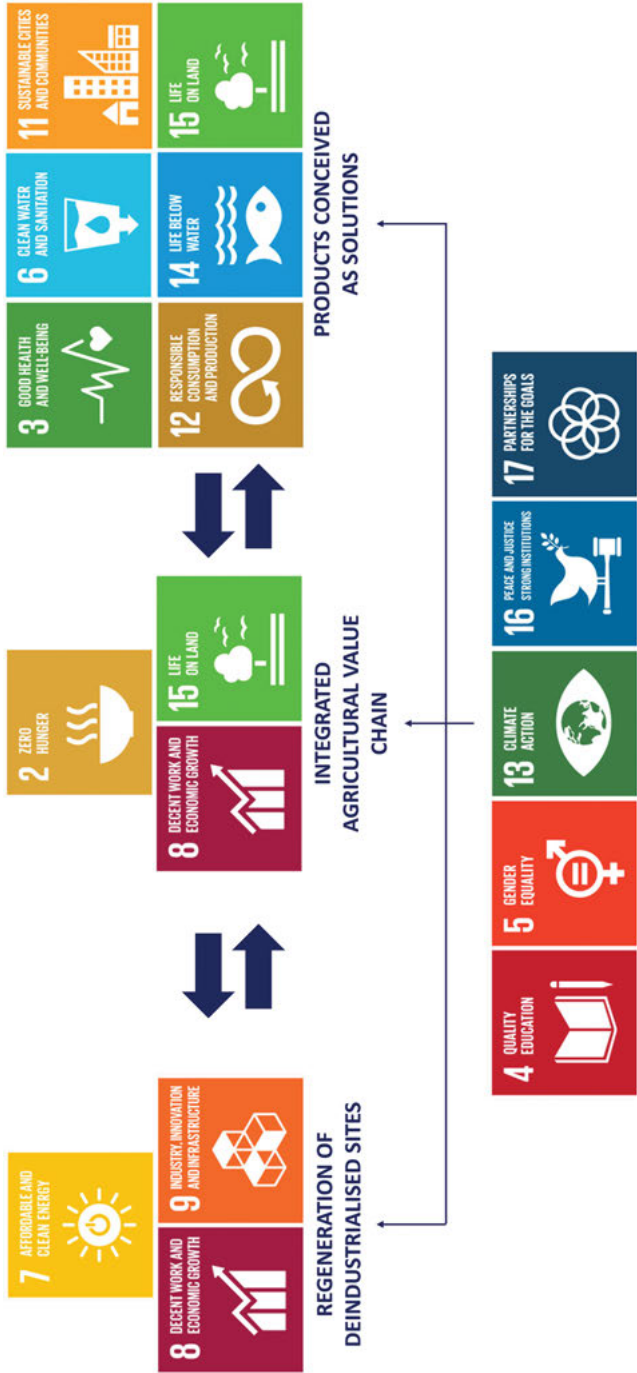 7 AFFORDABLE AND
CLEAN ENERGY
8 DECENT WORK AND
ECONOMIC GROWTH
9 INDUSTRY, INNOVATION
AND INFRASTRUCTURE
REGENERATION OF
DEINDUSTRIALISED SITES
2 ZERO
HUNGER
8 DECENT WORK AND
ECONOMIC GROWTH
15 LIFE
ON LAND
INTEGRATED
AGRICULTURAL VALUE
CHAIN
3 GOOD HEALTH
AND WELL-BEING
6 CLEAN WATER
AND SANITATION
11 SUSTAINABLE CITIES
AND COMMUNITIES
12 RESPONSIBLE
CONSUMPTION
AND PRODUCTION
14 LIFE BELOW
WATER
15 LIFE
ON LAND
PRODUCTS CONCEIVED
AS SOLUTIONS
4 QUALITY
EDUCATION
5 GENDER
EQUALITY
13 CLIMATE
ACTION
16 PEACE AND JUSTICE
STRONG INSTITUTIONS
17 PARTNERSHIPS
FOR THE GOALS